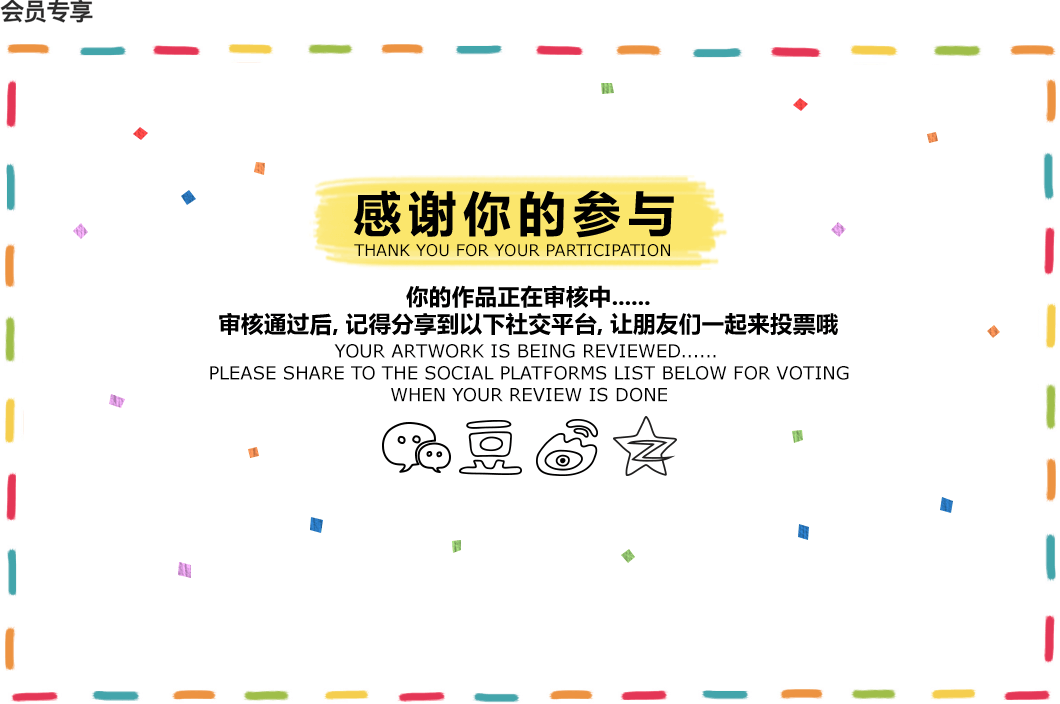 会员专享
感谢你的参与
THANK YOU FOR YOUR PARTICIPATION
你的作品正在审核中......
审核通过后, 记得分享到以下社交平台, 让朋友们一起来投票哦
YOUR ARTWORK IS BEING REVIEWED......
PLEASE SHARE TO THE SOCIAL PLATFORMS LIST BELOW FOR VOTING
WHEN YOUR REVIEW IS DONE
豆